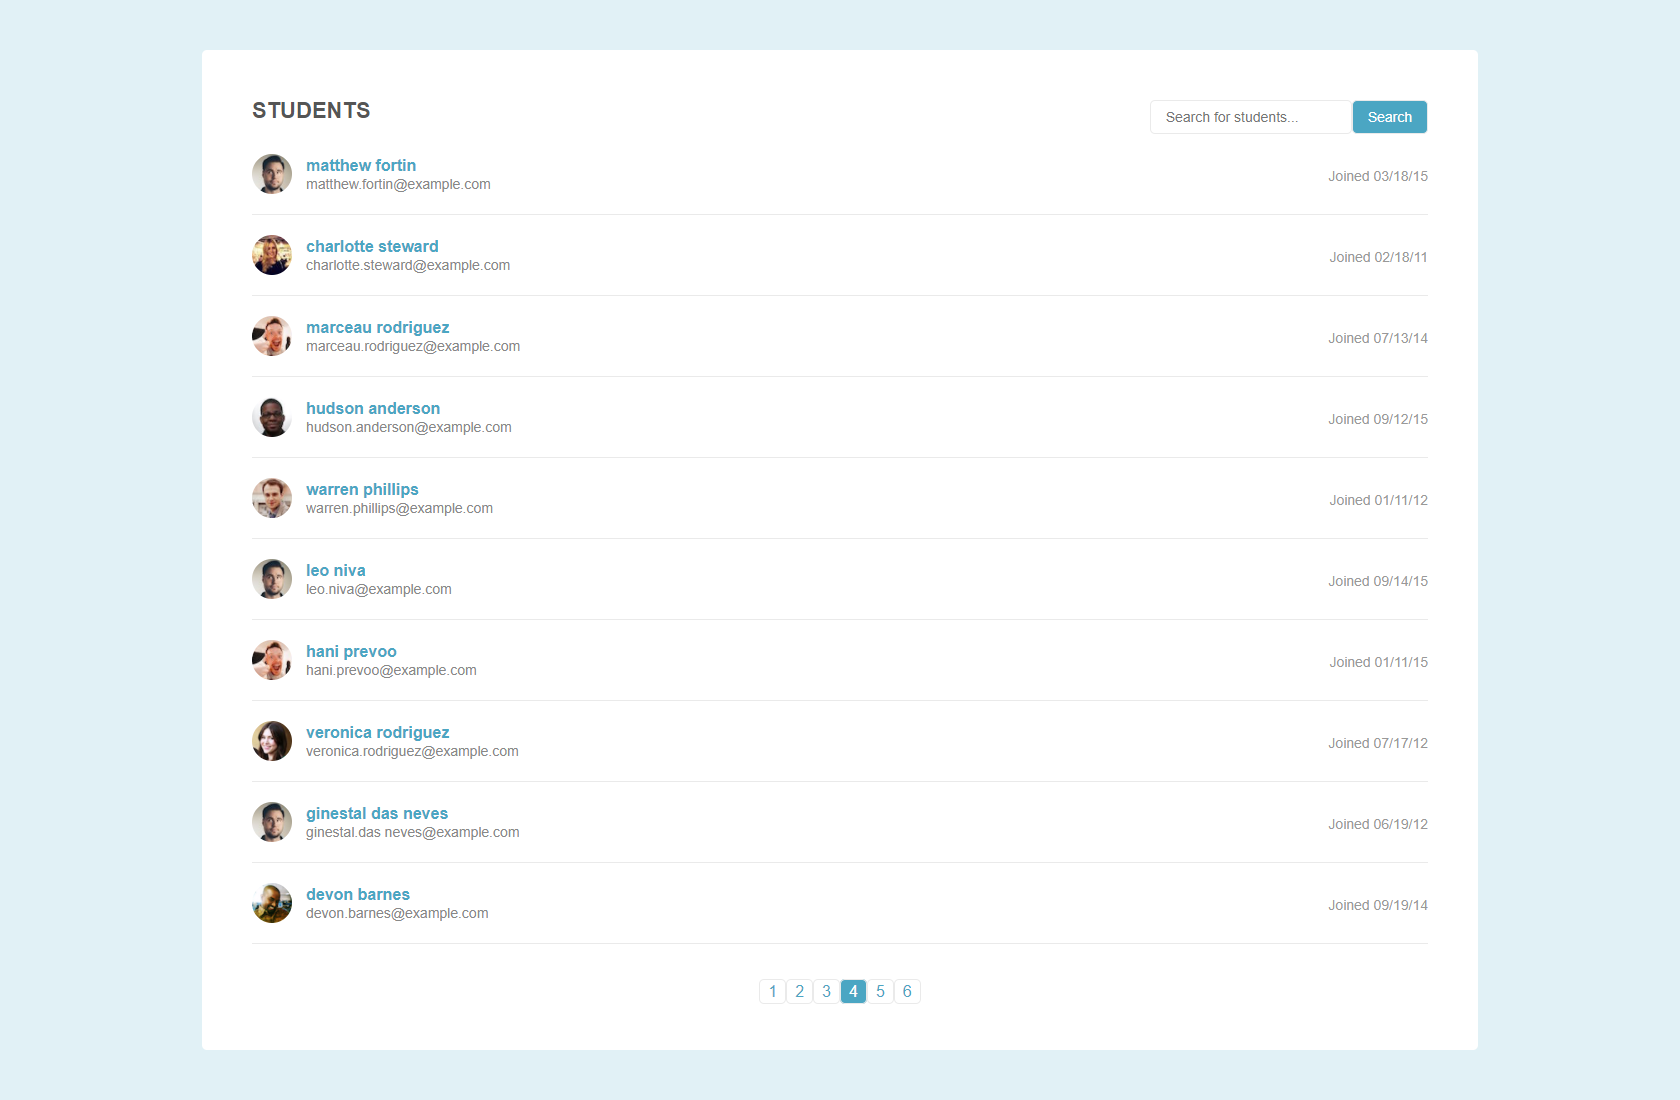 STUDENTS
Search for students... Search
matthew fortin
matthew.fortin@example.com
Joined 03/18/15
charlotte steward
charlotte.steward@example.com
Joined 02/18/11
marceau rodriguez
marceau.rodriguez@example.com
Joined 07/13/14
hudson anderson
hudson.anderson@example.com
Joined 09/12/15
warren phillips
warren.phillips@example.com
Joined 01/11/12
leo niva
leo.niva@example.com
Joined 09/14/15
hani prevoo
hani.prevoo@example.com
Joined 01/11/15
veronica rodriguez
veronica.rodriguez@example.com
Joined 07/17/12
ginestal das neves
ginestal.das neves@example.com
Joined 06/19/12
devon barnes
devon.barnes@example.com
Joined 09/19/14
1 2 3 4 5 6